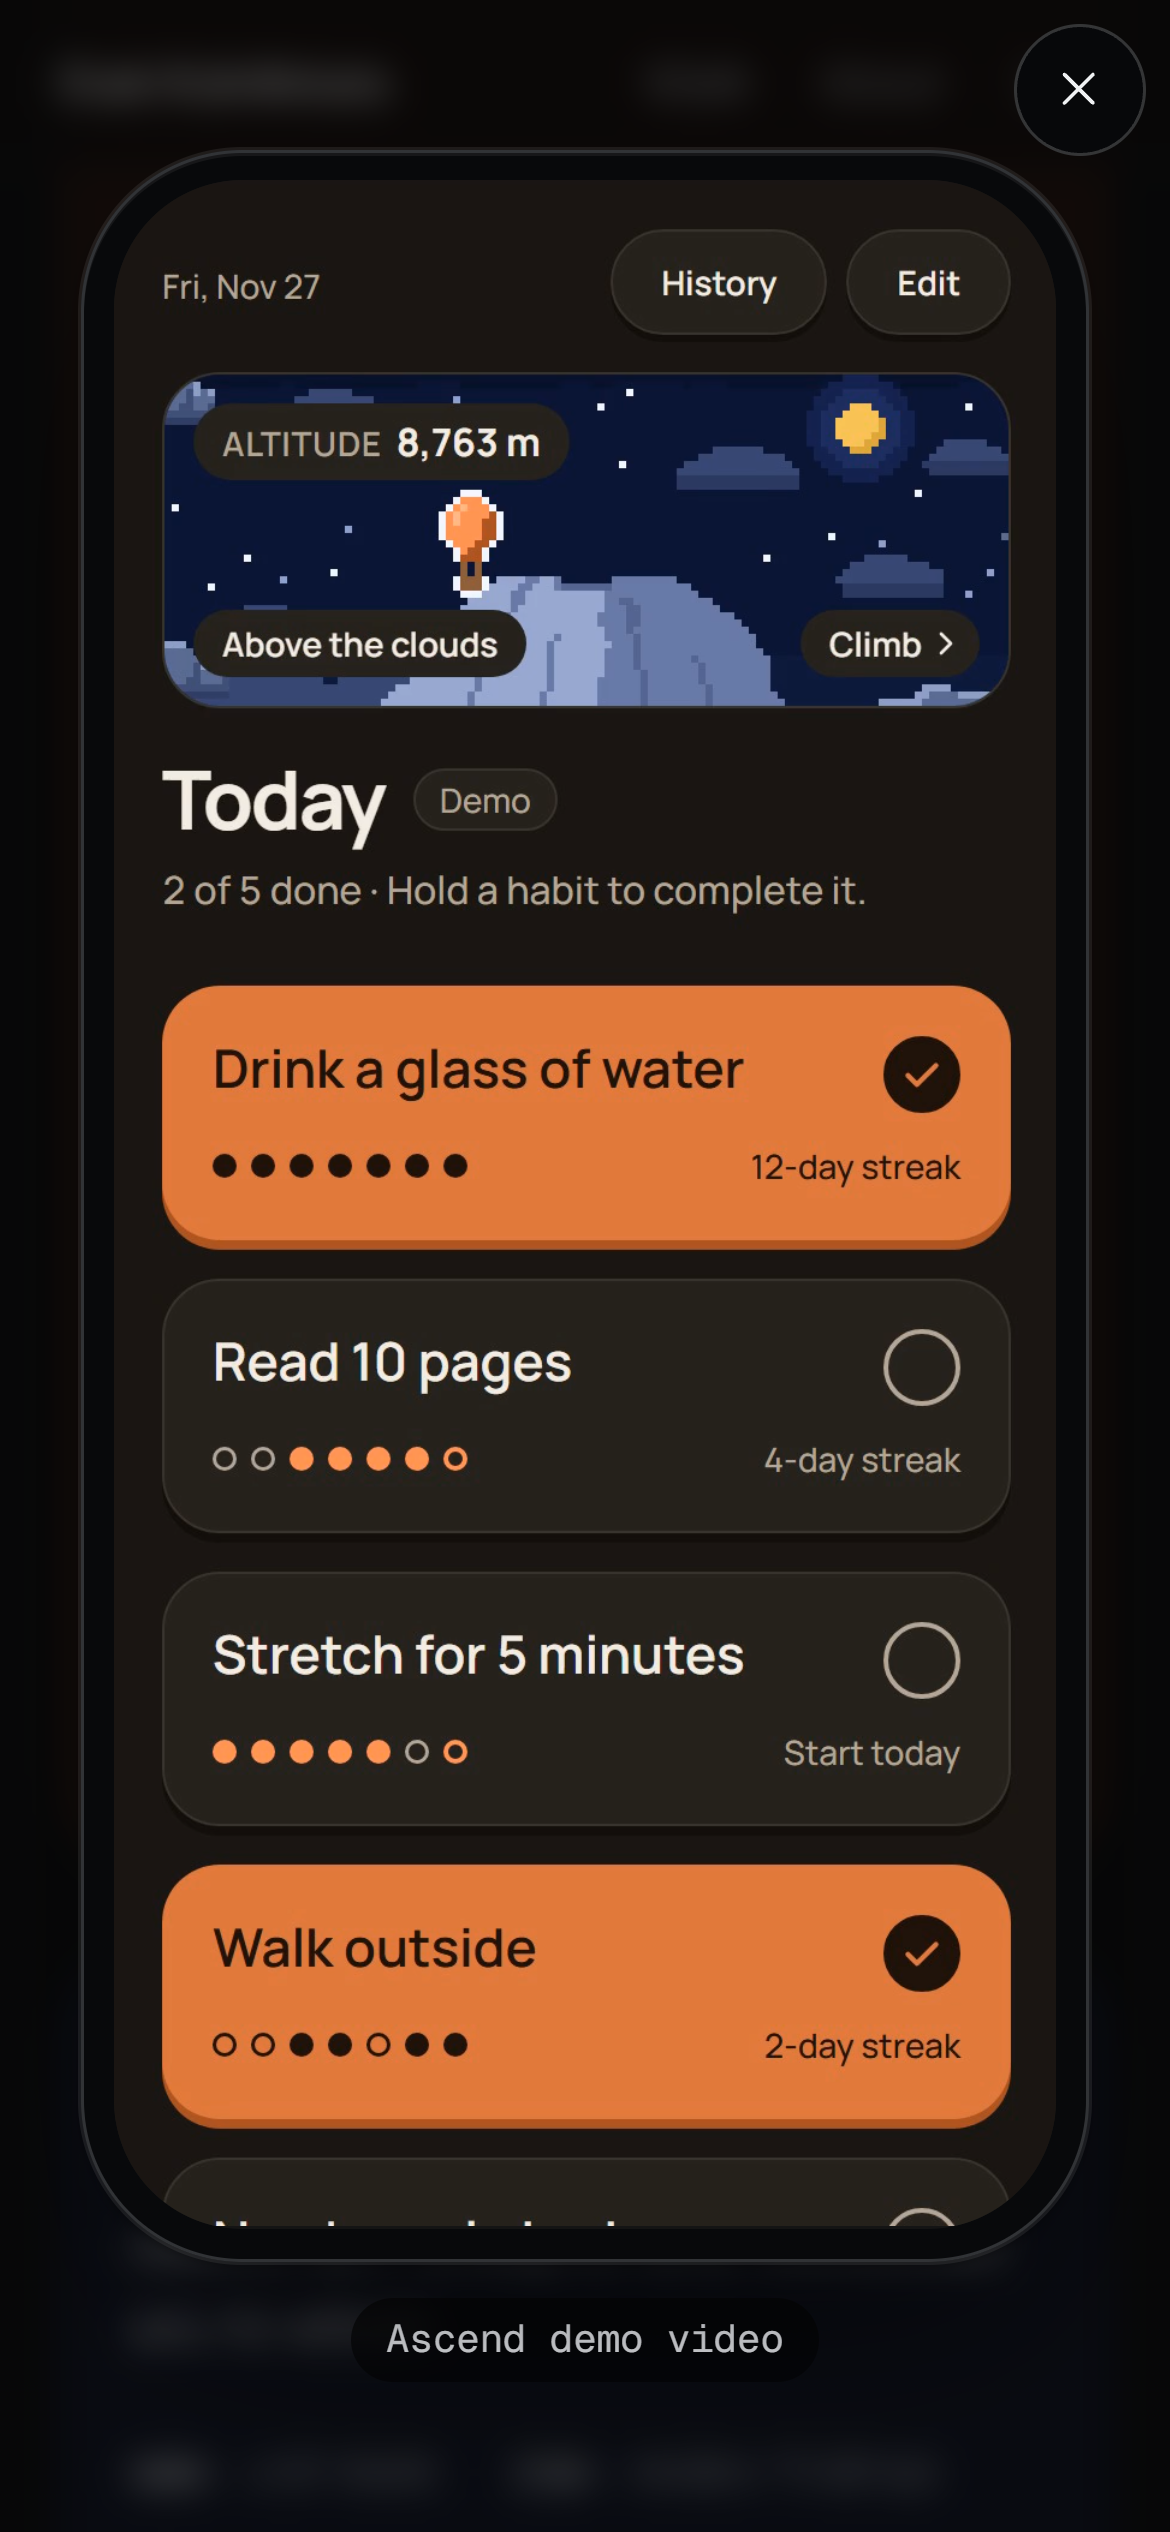 Fri, Nov 27
History
Edit
ALTITUDE 8,763 m
Above the clouds
Climb
Today
Demo
2 of 5 done · Hold a habit to complete it.
Drink a glass of water
12-day streak
Read 10 pages
4-day streak
Stretch for 5 minutes
Start today
Walk outside
2-day streak
Ascend demo video